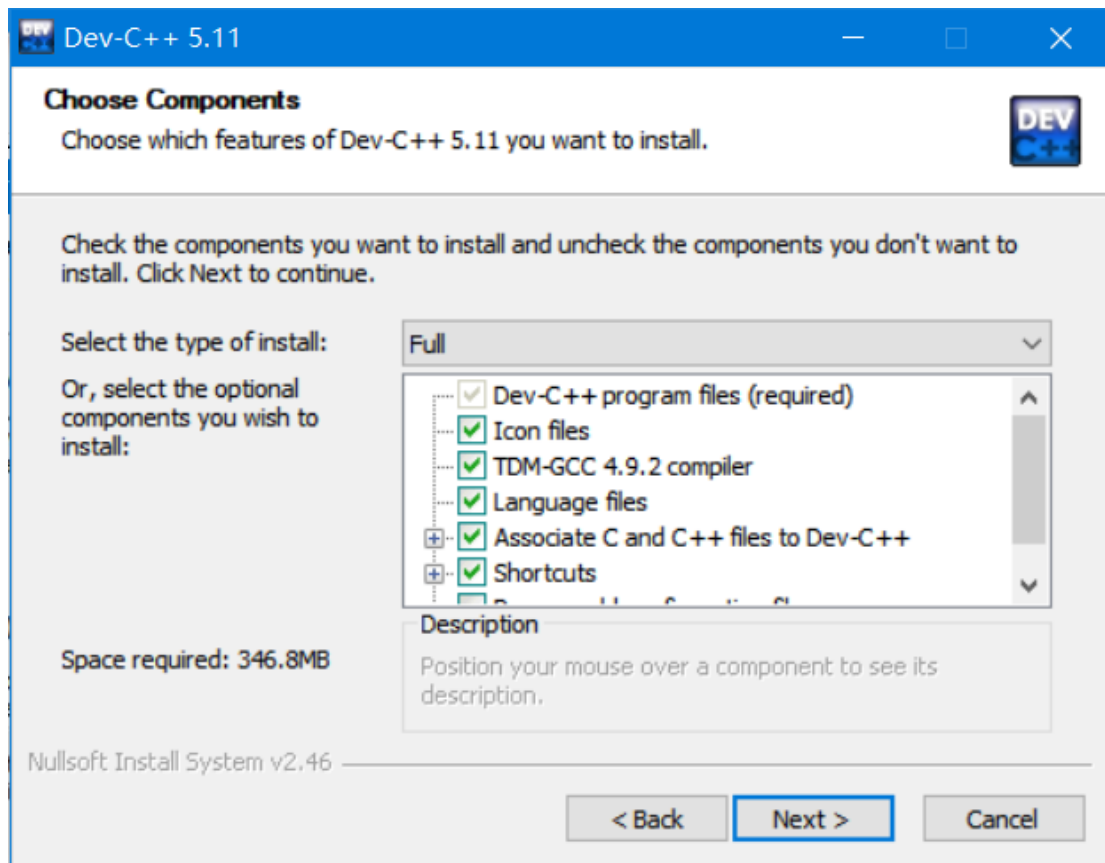 Dev-C++ 5.11
Choose Components
Choose which features of Dev-C++ 5.11 you want to install.
DEV
C++
Check the components you want to install and uncheck the components you don't want to
install. Click Next to continue.
Select the type of install:
Full
Or, select the optional
components you wish to
install:
Dev-C++ program files (required)
Icon files
TDM-GCC 4.9.2 compiler
Language files
Associate C and C++ files to Dev-C++
Shortcuts
Space required: 346.8MB
Description
Position your mouse over a component to see its
description.
Nullsoft Install System v2.46
< Back
Next >
Cancel